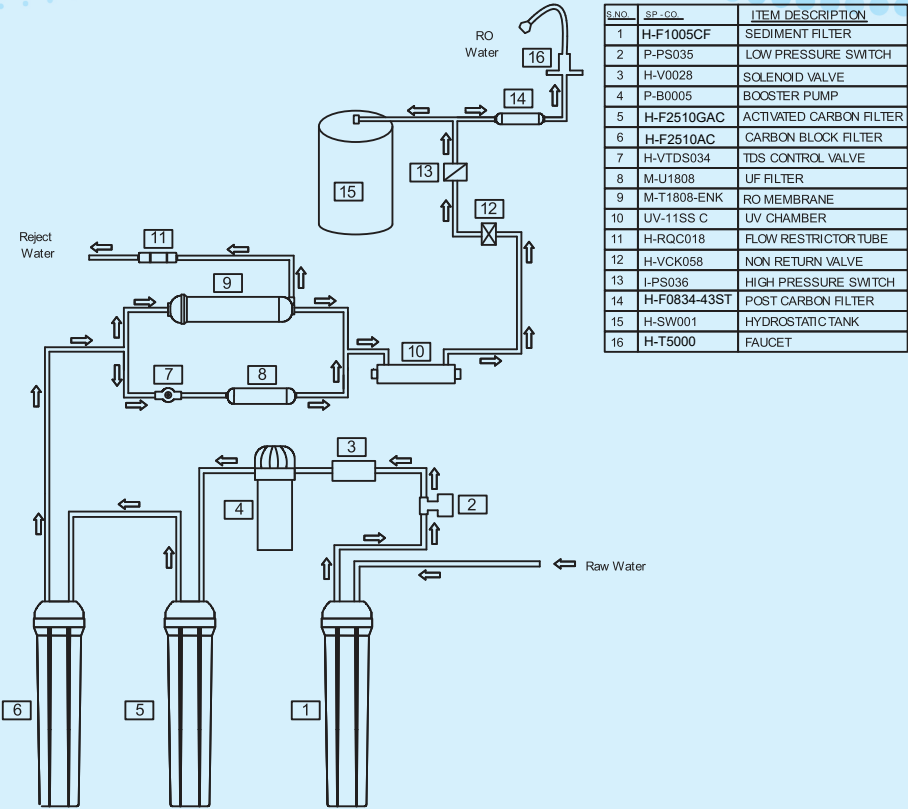 RO
Water
16
14
13
15
12
Reject
Water
11
9
10
7
8
3
4
2
Raw Water
6
5
1
S.NO. SP - CO. ITEM DESCRIPTION
1 H-F1005CF SEDIMENT FILTER
2 P-PS035 LOW PRESSURE SWITCH
3 H-V0028 SOLENOID VALVE
4 P-B0005 BOOSTER PUMP
5 H-F2510GAC ACTIVATED CARBON FILTER
6 H-F2510AC CARBON BLOCK FILTER
7 H-VTDS034 TDS CONTROL VALVE
8 M-U1808 UF FILTER
9 M-T1808-ENK RO MEMBRANE
10 UV-11SS C UV CHAMBER
11 H-RQC018 FLOW RESTRICTOR TUBE
12 H-VCK058 NON RETURN VALVE
13 I-PS036 HIGH PRESSURE SWITCH
14 H-F0834-43ST POST CARBON FILTER
15 H-SW001 HYDROSTATIC TANK
16 H-T5000 FAUCET